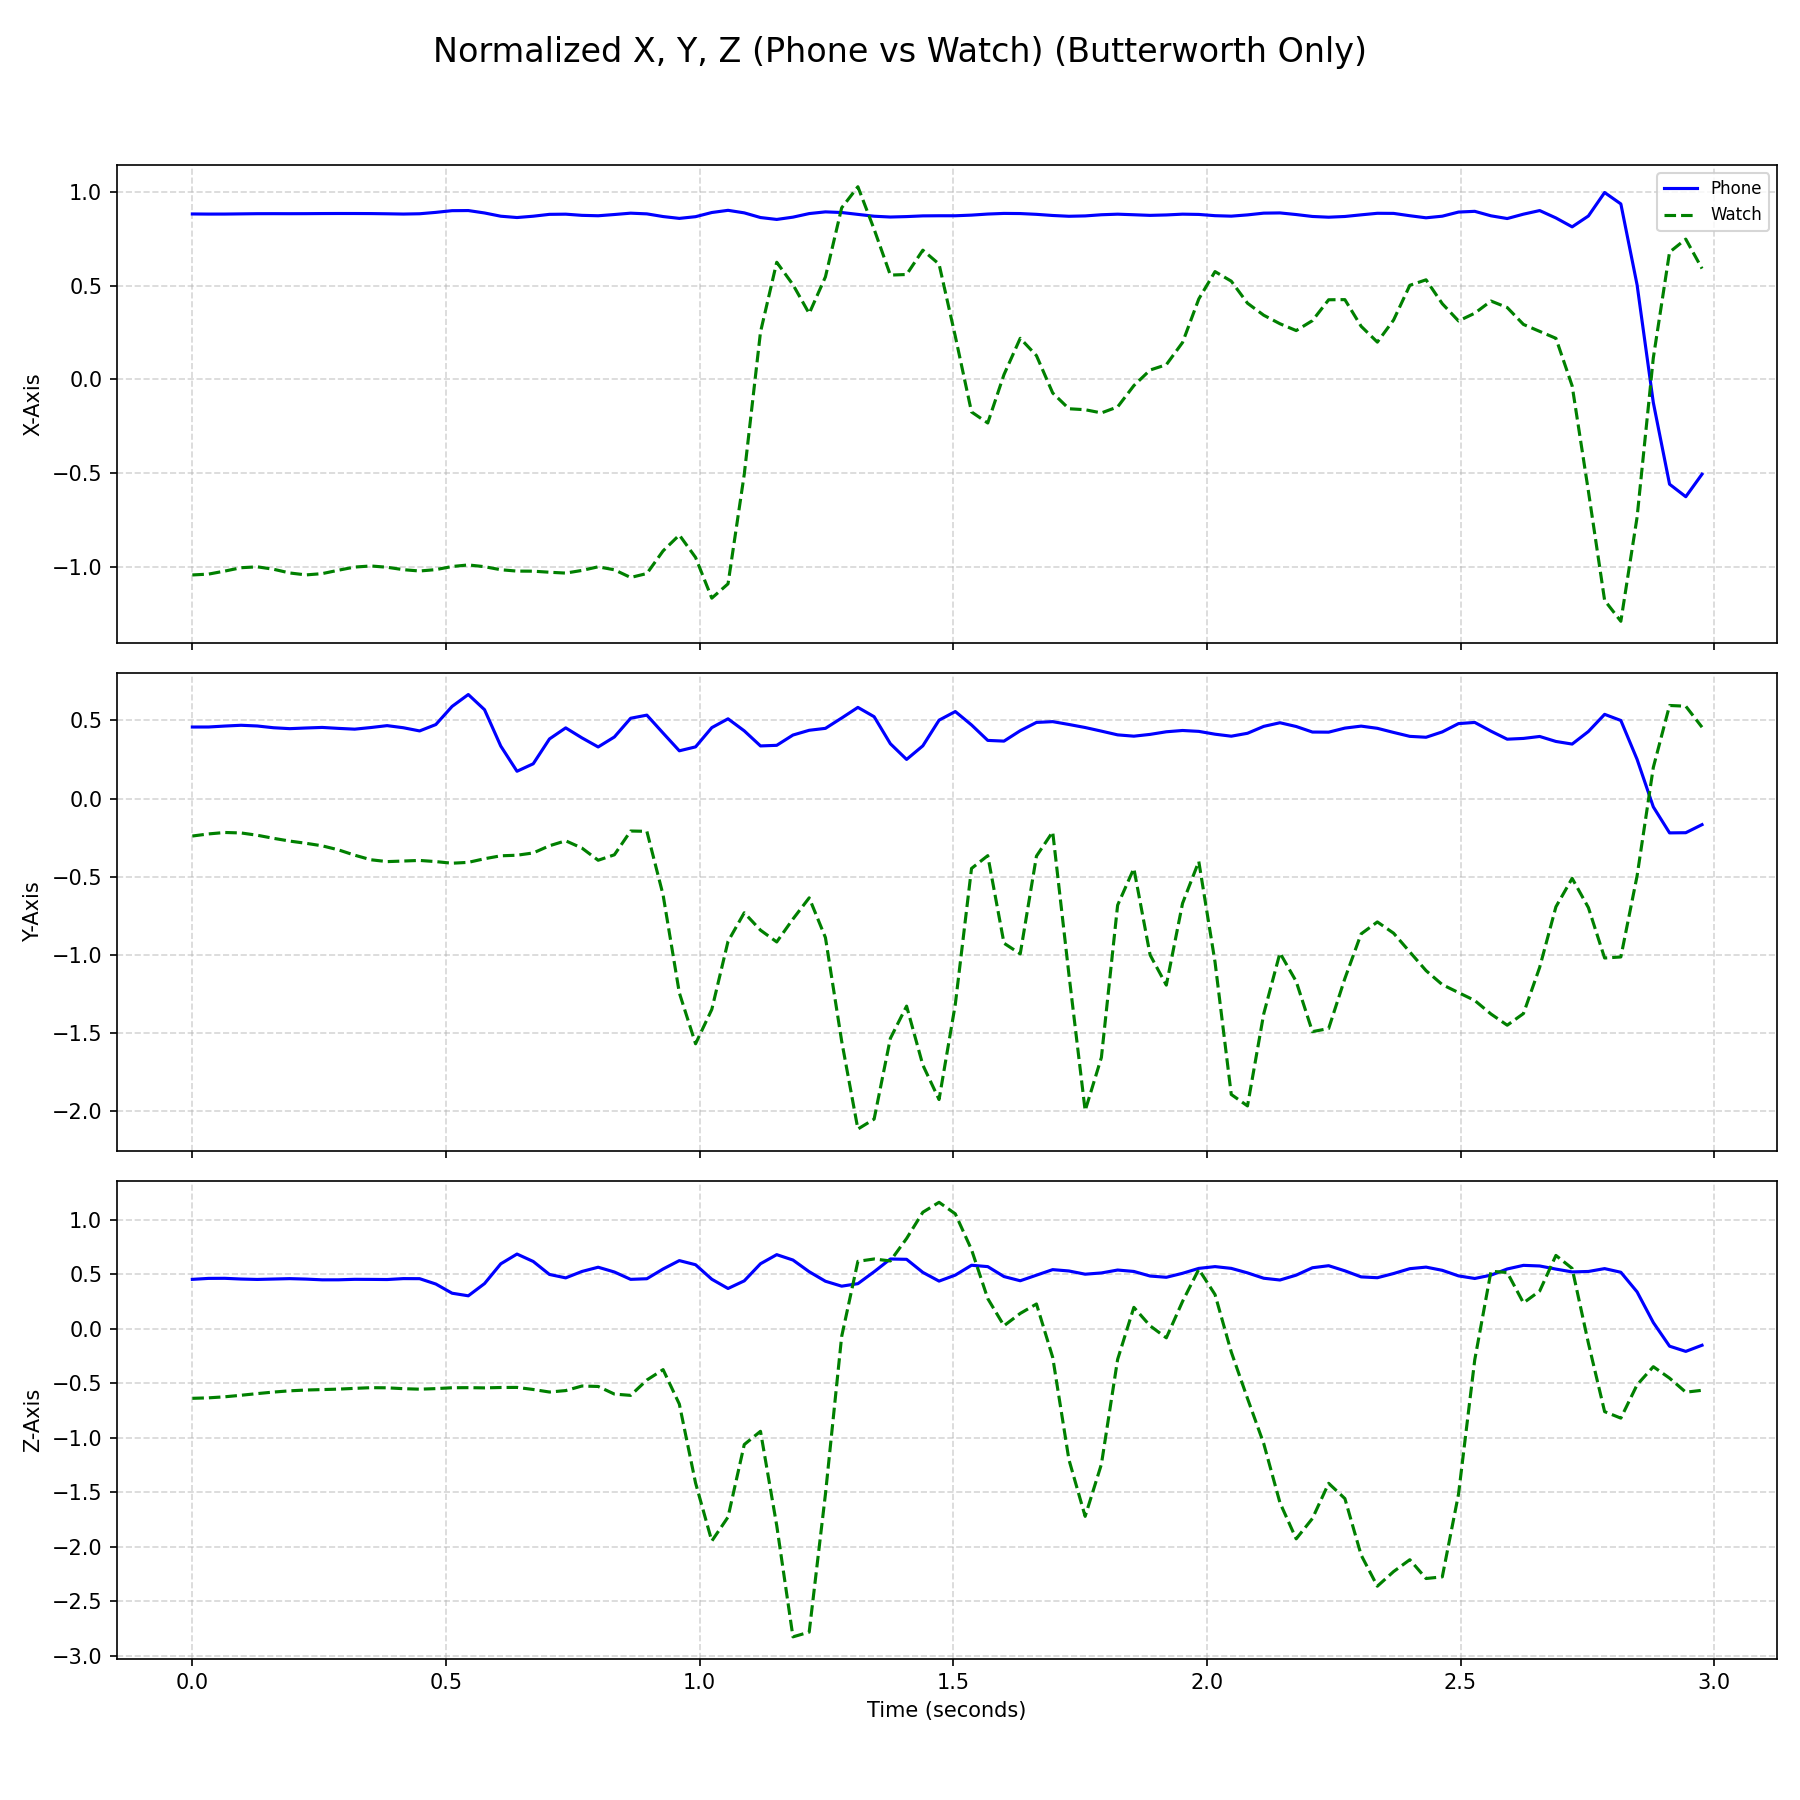 Normalized X, Y, Z (Phone vs Watch) (Butterworth Only)
Phone
Watch
1.0
0.5
0.0
−0.5
−1.0
X-Axis
0.5
0.0
−0.5
−1.0
−1.5
−2.0
Y-Axis
1.0
0.5
0.0
−0.5
−1.0
−1.5
−2.0
−2.5
−3.0
Z-Axis
0.0 0.5 1.0 1.5 2.0 2.5 3.0
Time (seconds)